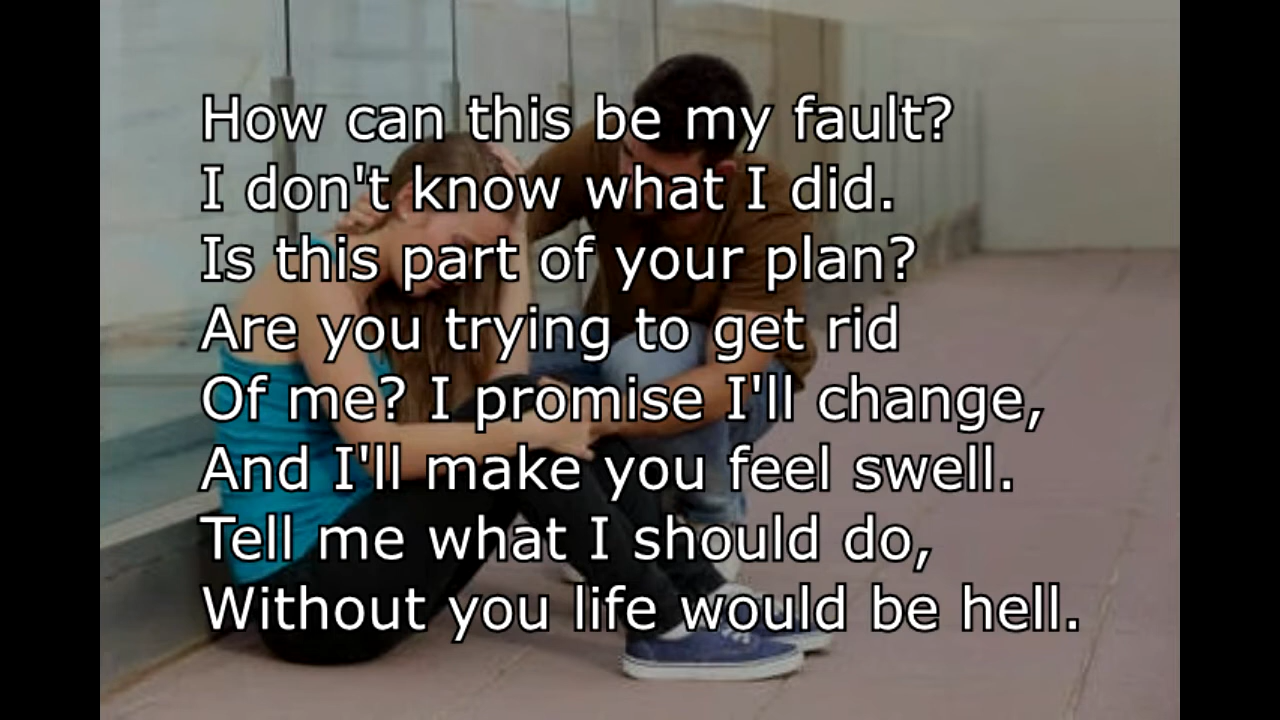 How can this be my fault?
I don't know what I did.
Is this part of your plan?
Are you trying to get rid
Of me? I promise I'll change,
And I'll make you feel swell.
Tell me what I should do,
Without you life would be hell.